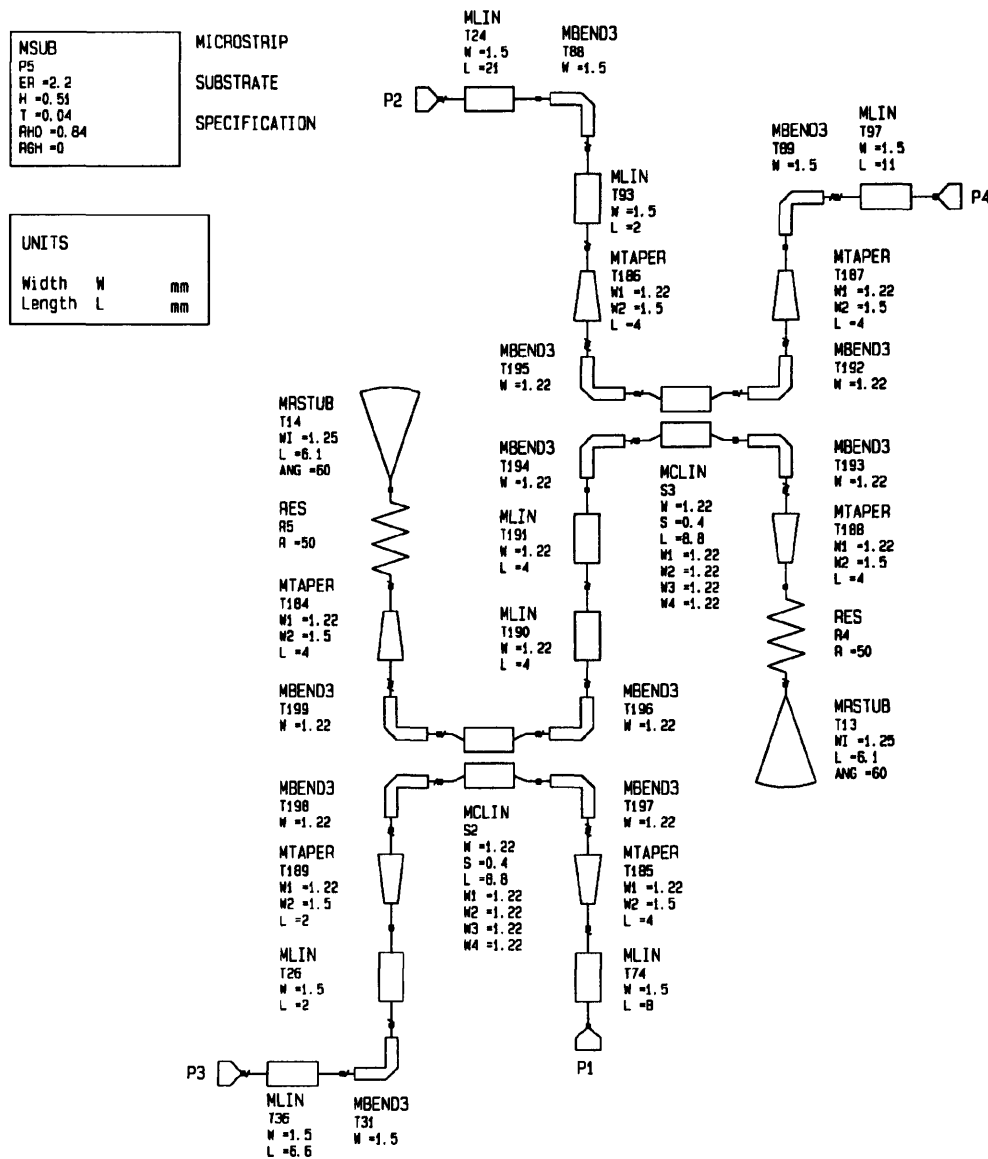 MSUB
P5
ER =2.2
H =0.51
T =0.04
RHO =0.84
RGH =0
MICROSTRIP
SUBSTRATE
SPECIFICATION
UNITS
Width W mm
Length L mm
MLIN
T24
W =1.5
L =21
MBEND3
T88
W =1.5
P2
MLIN
T93
W =1.5
L =2
MTAPER
T186
W1 =1.22
W2 =1.5
L =4
MBEND3
T195
W =1.22
MBEND3
T89
W =1.5
MLIN
T97
W =1.5
L =11
P4
MTAPER
T187
W1 =1.22
W2 =1.5
L =4
MBEND3
T192
W =1.22
MRSTUB
T14
WI =1.25
L =6.1
ANG =60
RES
R5
R =50
MTAPER
T184
W1 =1.22
W2 =1.5
L =4
MBEND3
T199
W =1.22
MBEND3
T194
W =1.22
MLIN
T191
W =1.22
L =4
MLIN
T190
W =1.22
L =4
MBEND3
T196
W =1.22
MCLIN
S3
W =1.22
S =0.4
L =8.8
W1 =1.22
W2 =1.22
W3 =1.22
W4 =1.22
MBEND3
T193
W =1.22
MTAPER
T188
W1 =1.22
W2 =1.5
L =4
RES
R4
R =50
MRSTUB
T13
WI =1.25
L =6.1
ANG =60
MBEND3
T198
W =1.22
MTAPER
T189
W1 =1.22
W2 =1.5
L =2
MLIN
T26
W =1.5
L =2
MCLIN
S2
W =1.22
S =0.4
L =8.8
W1 =1.22
W2 =1.22
W3 =1.22
W4 =1.22
MBEND3
T197
W =1.22
MTAPER
T185
W1 =1.22
W2 =1.5
L =4
MLIN
T74
W =1.5
L =8
P1
P3
MLIN
T36
W =1.5
L =6.6
MBEND3
T31
W =1.5